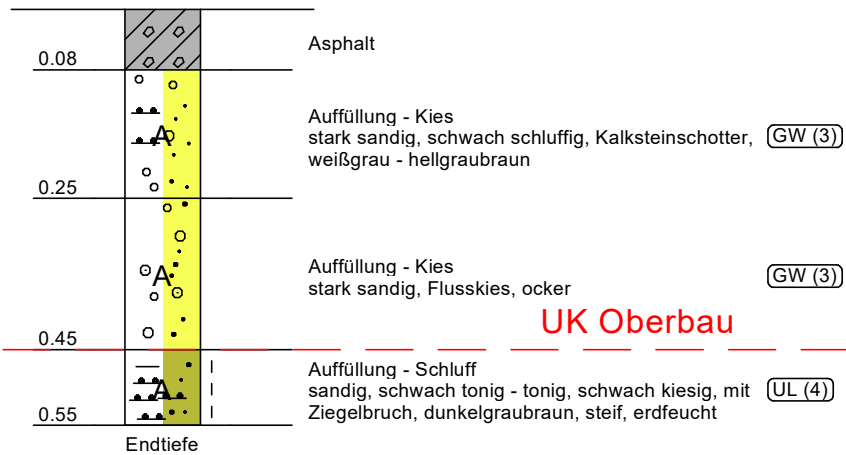 Asphalt
0.08
Auffüllung - Kies
stark sandig, schwach schluffig, Kalksteinschotter,
weißgrau - hellgraubraun
GW (3)
A
0.25
Auffüllung - Kies
stark sandig, Flusskies, ocker
GW (3)
A
UK Oberbau
0.45
Auffüllung - Schluff
sandig, schwach tonig - tonig, schwach kiesig, mit
Ziegelbruch, dunkelgraubraun, steif, erdfeucht
UL (4)
A
0.55
Endtiefe